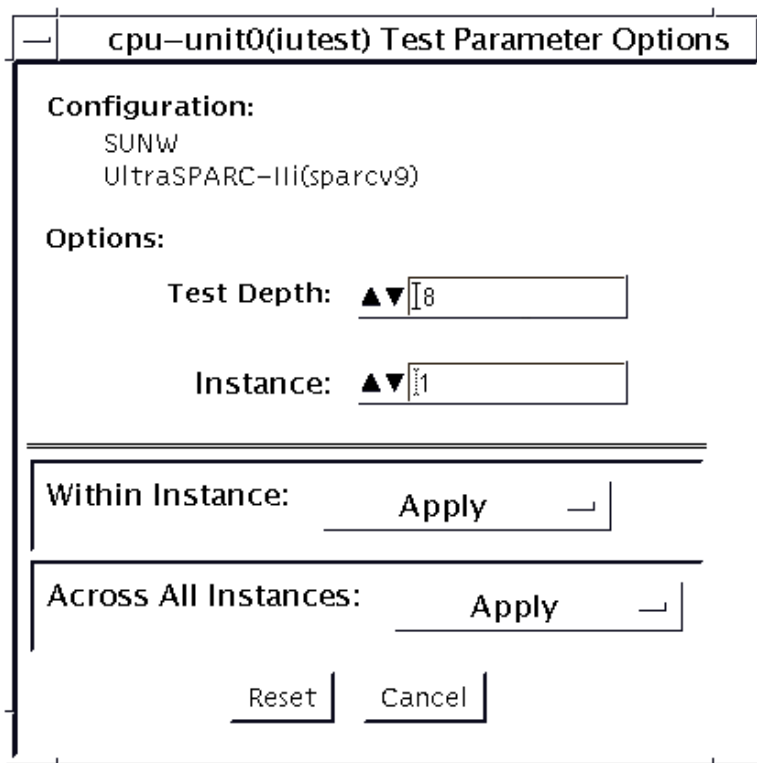 cpu-unit0(iutest) Test Parameter Options
Configuration:
SUNW
UltraSPARC-IIi(sparcv9)
Options:
Test Depth: 8
Instance: 1
Within Instance: Apply
Across All Instances: Apply
Reset Cancel